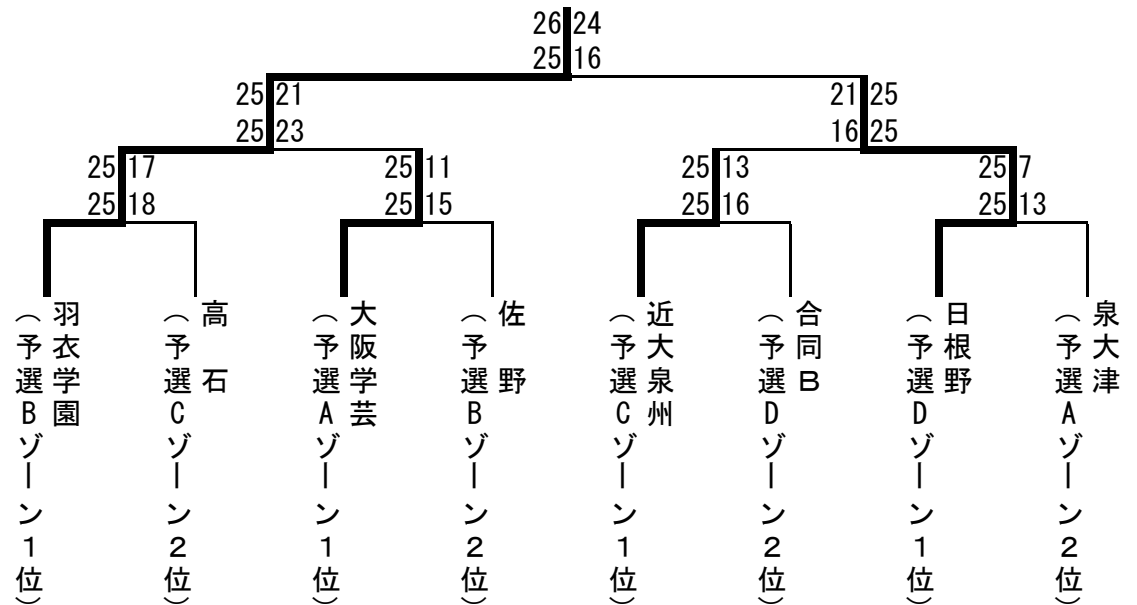 26 24
25 16
25 21
25 23
21 25
16 25
25 17
25 18
25 11
25 15
25 13
25 16
25 7
25 13
羽衣学園
（予選Bゾーン1位）
高石
（予選Cゾーン2位）
大阪学芸
（予選Aゾーン1位）
佐野
（予選Bゾーン2位）
近大泉州
（予選Cゾーン1位）
合同B
（予選Dゾーン2位）
日根野
（予選Dゾーン1位）
泉大津
（予選Aゾーン2位）